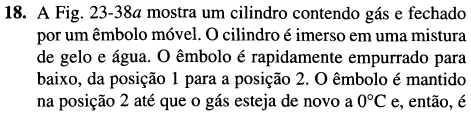 18. A Fig. 23-38a mostra um cilindro contendo gás e fechado
por um êmbolo móvel. O cilindro é imerso em uma mistura
de gelo e água. O êmbolo é rapidamente empurrado para
baixo, da posição 1 para a posição 2. O êmbolo é mantido
na posição 2 até que o gás esteja de novo a 0°C e, então, é